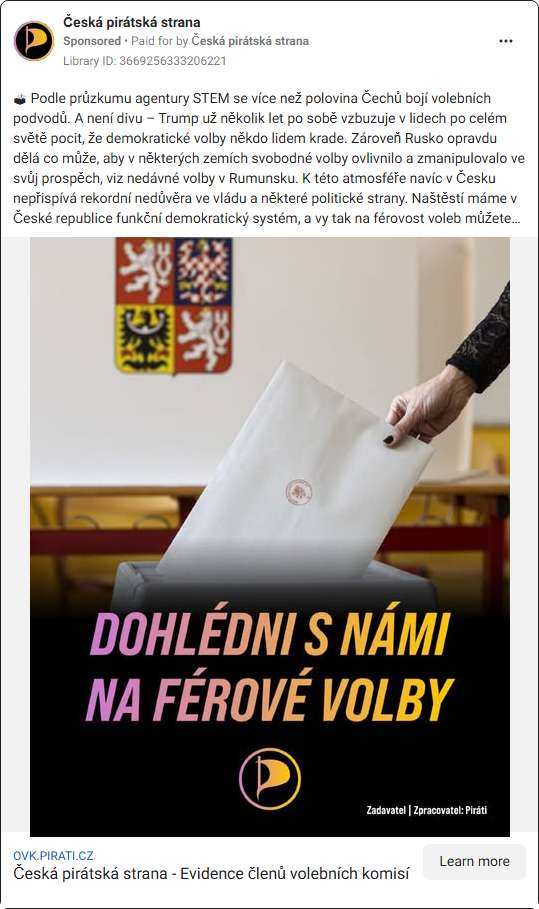 Česká pirátská strana
Sponsored • Paid for by Česká pirátská strana
Library ID: 3669256333206221
🗳️ Podle průzkumu agentury STEM se více než polovina Čechů bojí volebních
podvodů. A není divu – Trump už několik let po sobě vzbuzuje v lidech po celém
světě pocit, že demokratické volby někdo lidem krade. Zároveň Rusko opravdu
dělá co může, aby v některých zemích svobodné volby ovlivnilo a zmanipulovalo ve
svůj prospěch, viz nedávné volby v Rumunsku. K této atmosféře navíc v Česku
nepřispívá rekordní nedůvěra ve vládu a některé politické strany. Naštěstí máme v
České republice funkční demokratický systém, a vy tak na férovost voleb můžete...
DOHLÉDNI S NÁMI
NA FÉROVÉ VOLBY
Zadavatel | Zpracovatel: Piráti
OVK.PIRATI.CZ
Česká pirátská strana - Evidence členů volebních komisí
Learn more